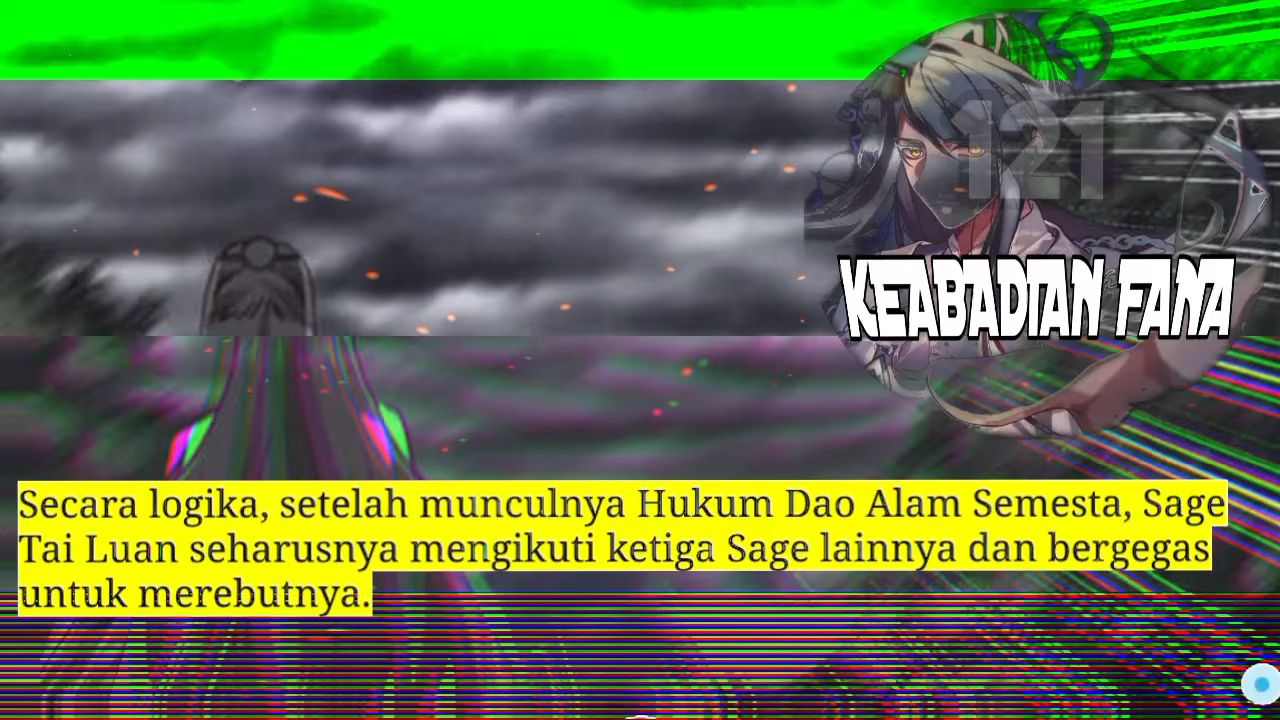 121
KEABADIAN FANA
Secara logika, setelah munculnya Hukum Dao Alam Semesta, Sage
Tai Luan seharusnya mengikuti ketiga Sage lainnya dan bergegas
untuk merebutnya.